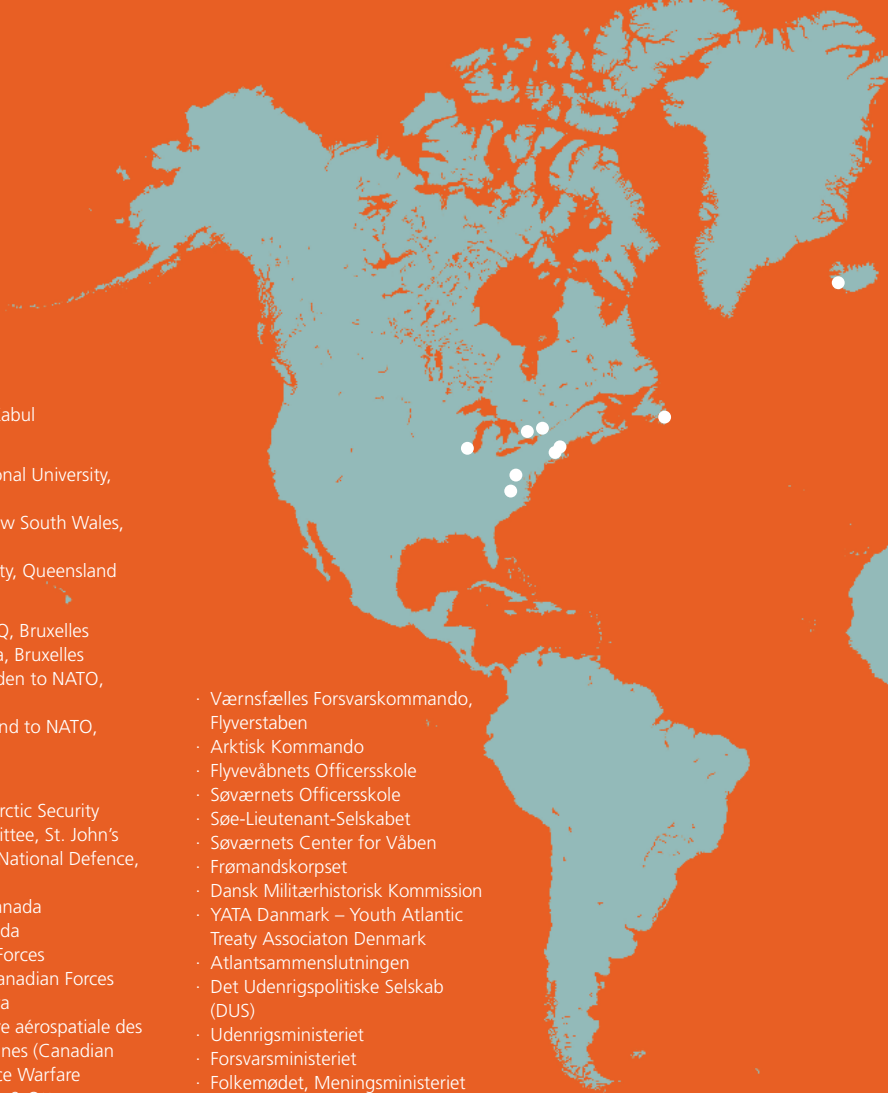 abul
onal University,
w South Wales,
ty, Queensland
Q, Bruxelles
a, Bruxelles
den to NATO,
nd to NATO,
rctic Security
ittee, St. John’s
National Defence,
anada
da
Forces
anadian Forces
a
re aérospatiale des
nes (Canadian
ce Warfare
· Værnsfælles Forsvarskommando,
Flyverstaben
· Arktisk Kommando
· Flyvevåbnets Officersskole
· Søværnets Officersskole
· Søe-Lieutenant-Selskabet
· Søværnets Center for Våben
· Frømandskorpset
· Dansk Militærhistorisk Kommission
· YATA Danmark – Youth Atlantic
Treaty Associaton Denmark
· Atlantsammenslutningen
· Det Udenrigspolitiske Selskab
(DUS)
· Udenrigsministeriet
· Forsvarsministeriet
· Folkemødet, Meningsministeriet